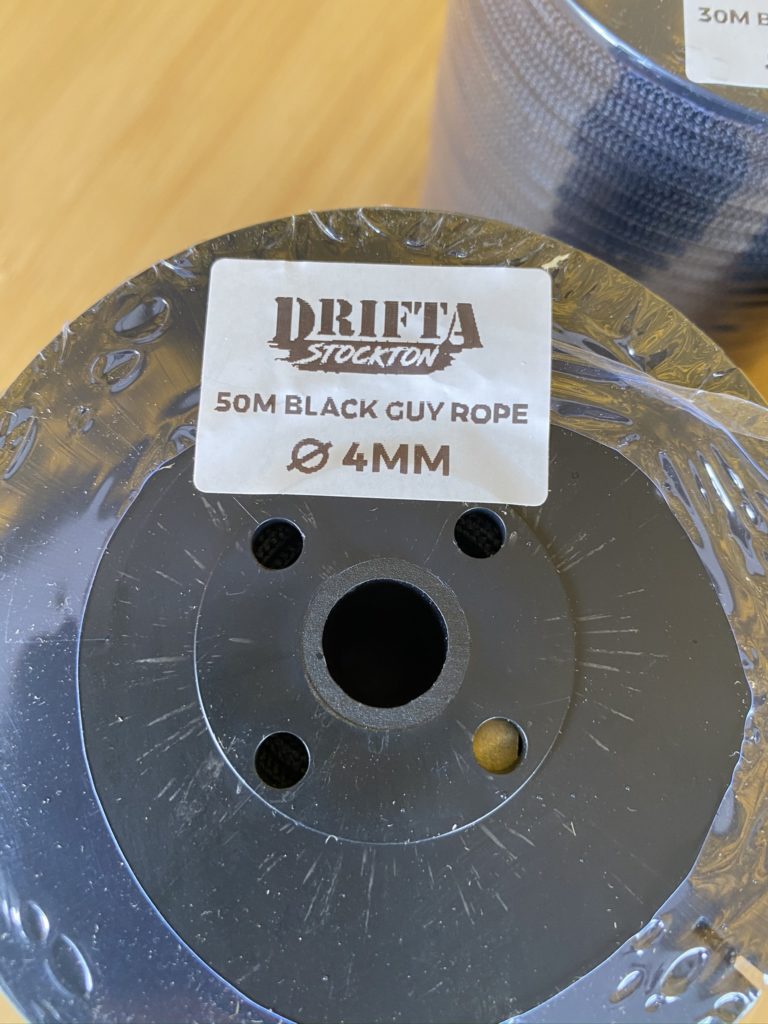 30M B
DRIFTA
STOCKTON
50M BLACK GUY ROPE
Ø 4MM